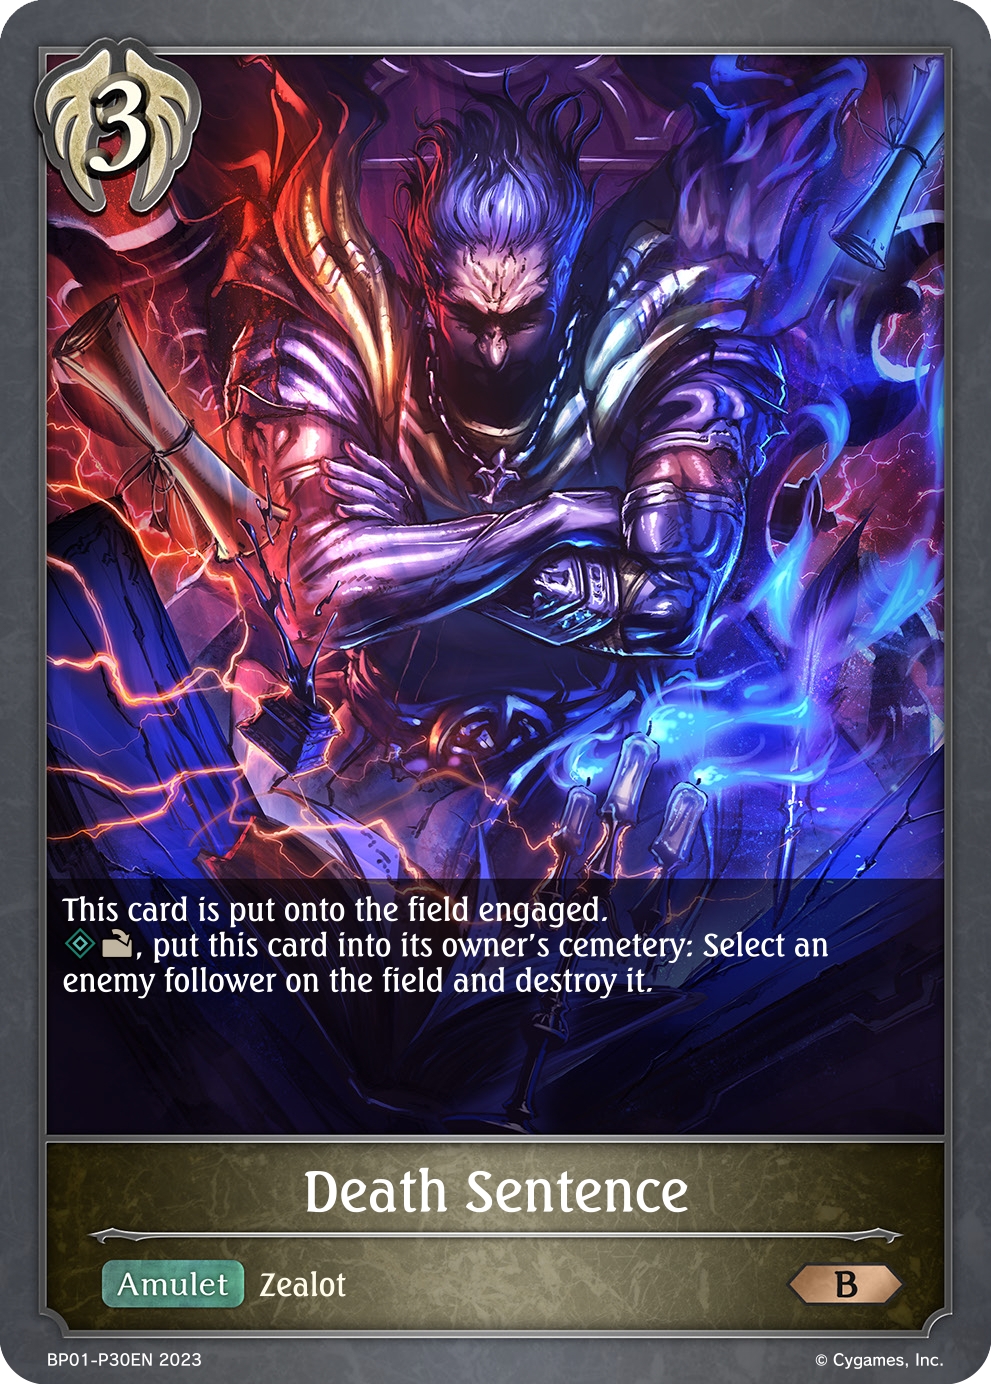 3
This card is put onto the field engaged.
, put this card into its owner's cemetery: Select an
enemy follower on the field and destroy it.
Death Sentence
Amulet Zealot B
BP01-P30EN 2023 © Cygames, Inc.